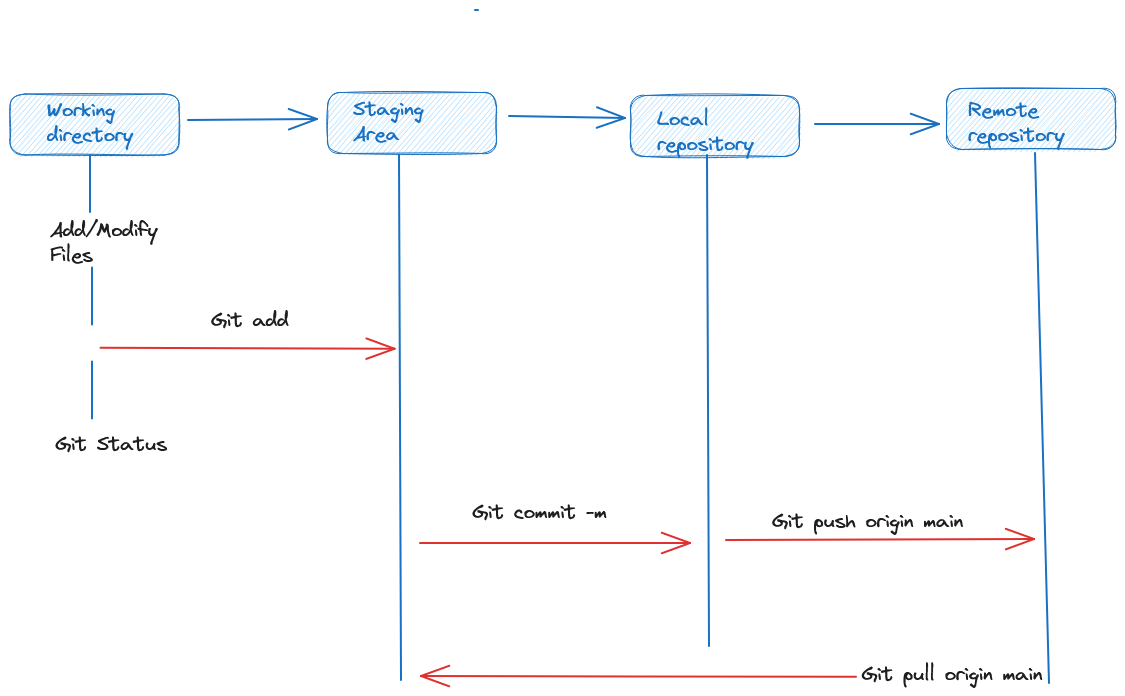 Working
directory
Staging
Area
Local
repository
Remote
repository
Add/Modify
Files
Git add
Git Status
Git commit -m
Git push origin main
Git pull origin main